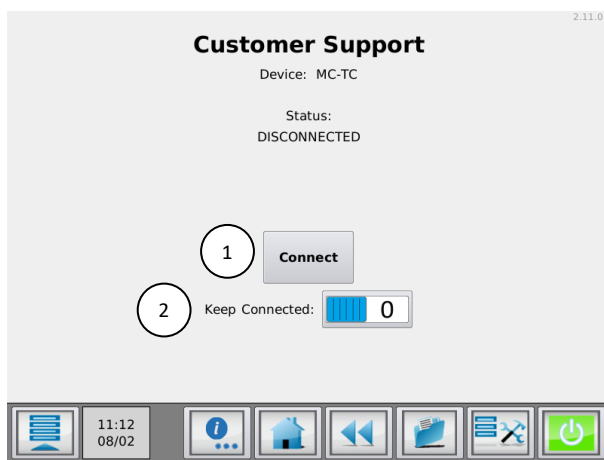 2.11.0
Customer Support
Device: MC-TC
Status:
DISCONNECTED
1
Connect
2
Keep Connected:
0
11:12
08/02
i